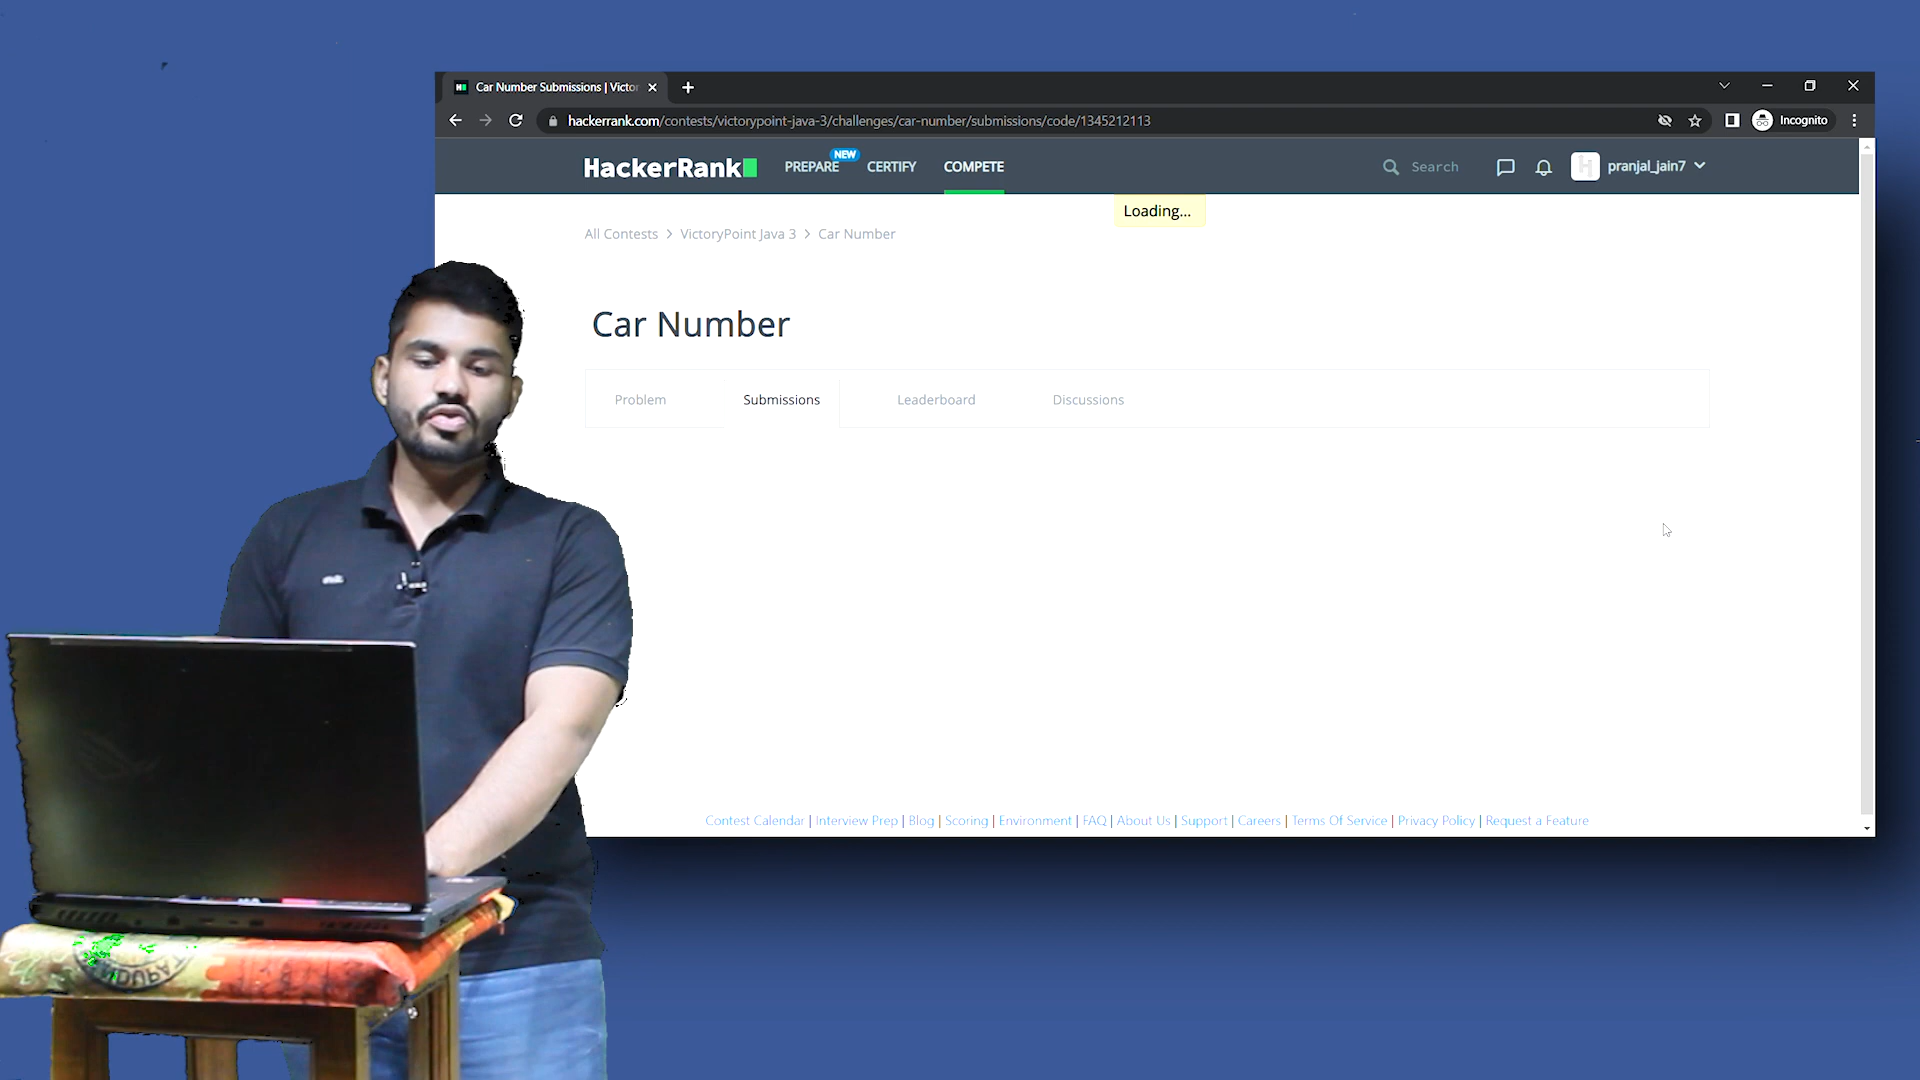 Car Number Submissions | Victor
hackerrank.com/contests/victorypoint-java-3/challenges/car-number/submissions/code/1345212113
Incognito
HackerRank
PREPARE
NEW
CERTIFY
COMPETE
Search
pranjal_jain7
Loading...
All Contests > VictoryPoint Java 3 > Car Number
Car Number
Problem
Submissions
Leaderboard
Discussions
Contest Calendar | Interview Prep | Blog | Scoring | Environment | FAQ | About Us | Support | Careers | Terms Of Service | Privacy Policy | Request a Feature